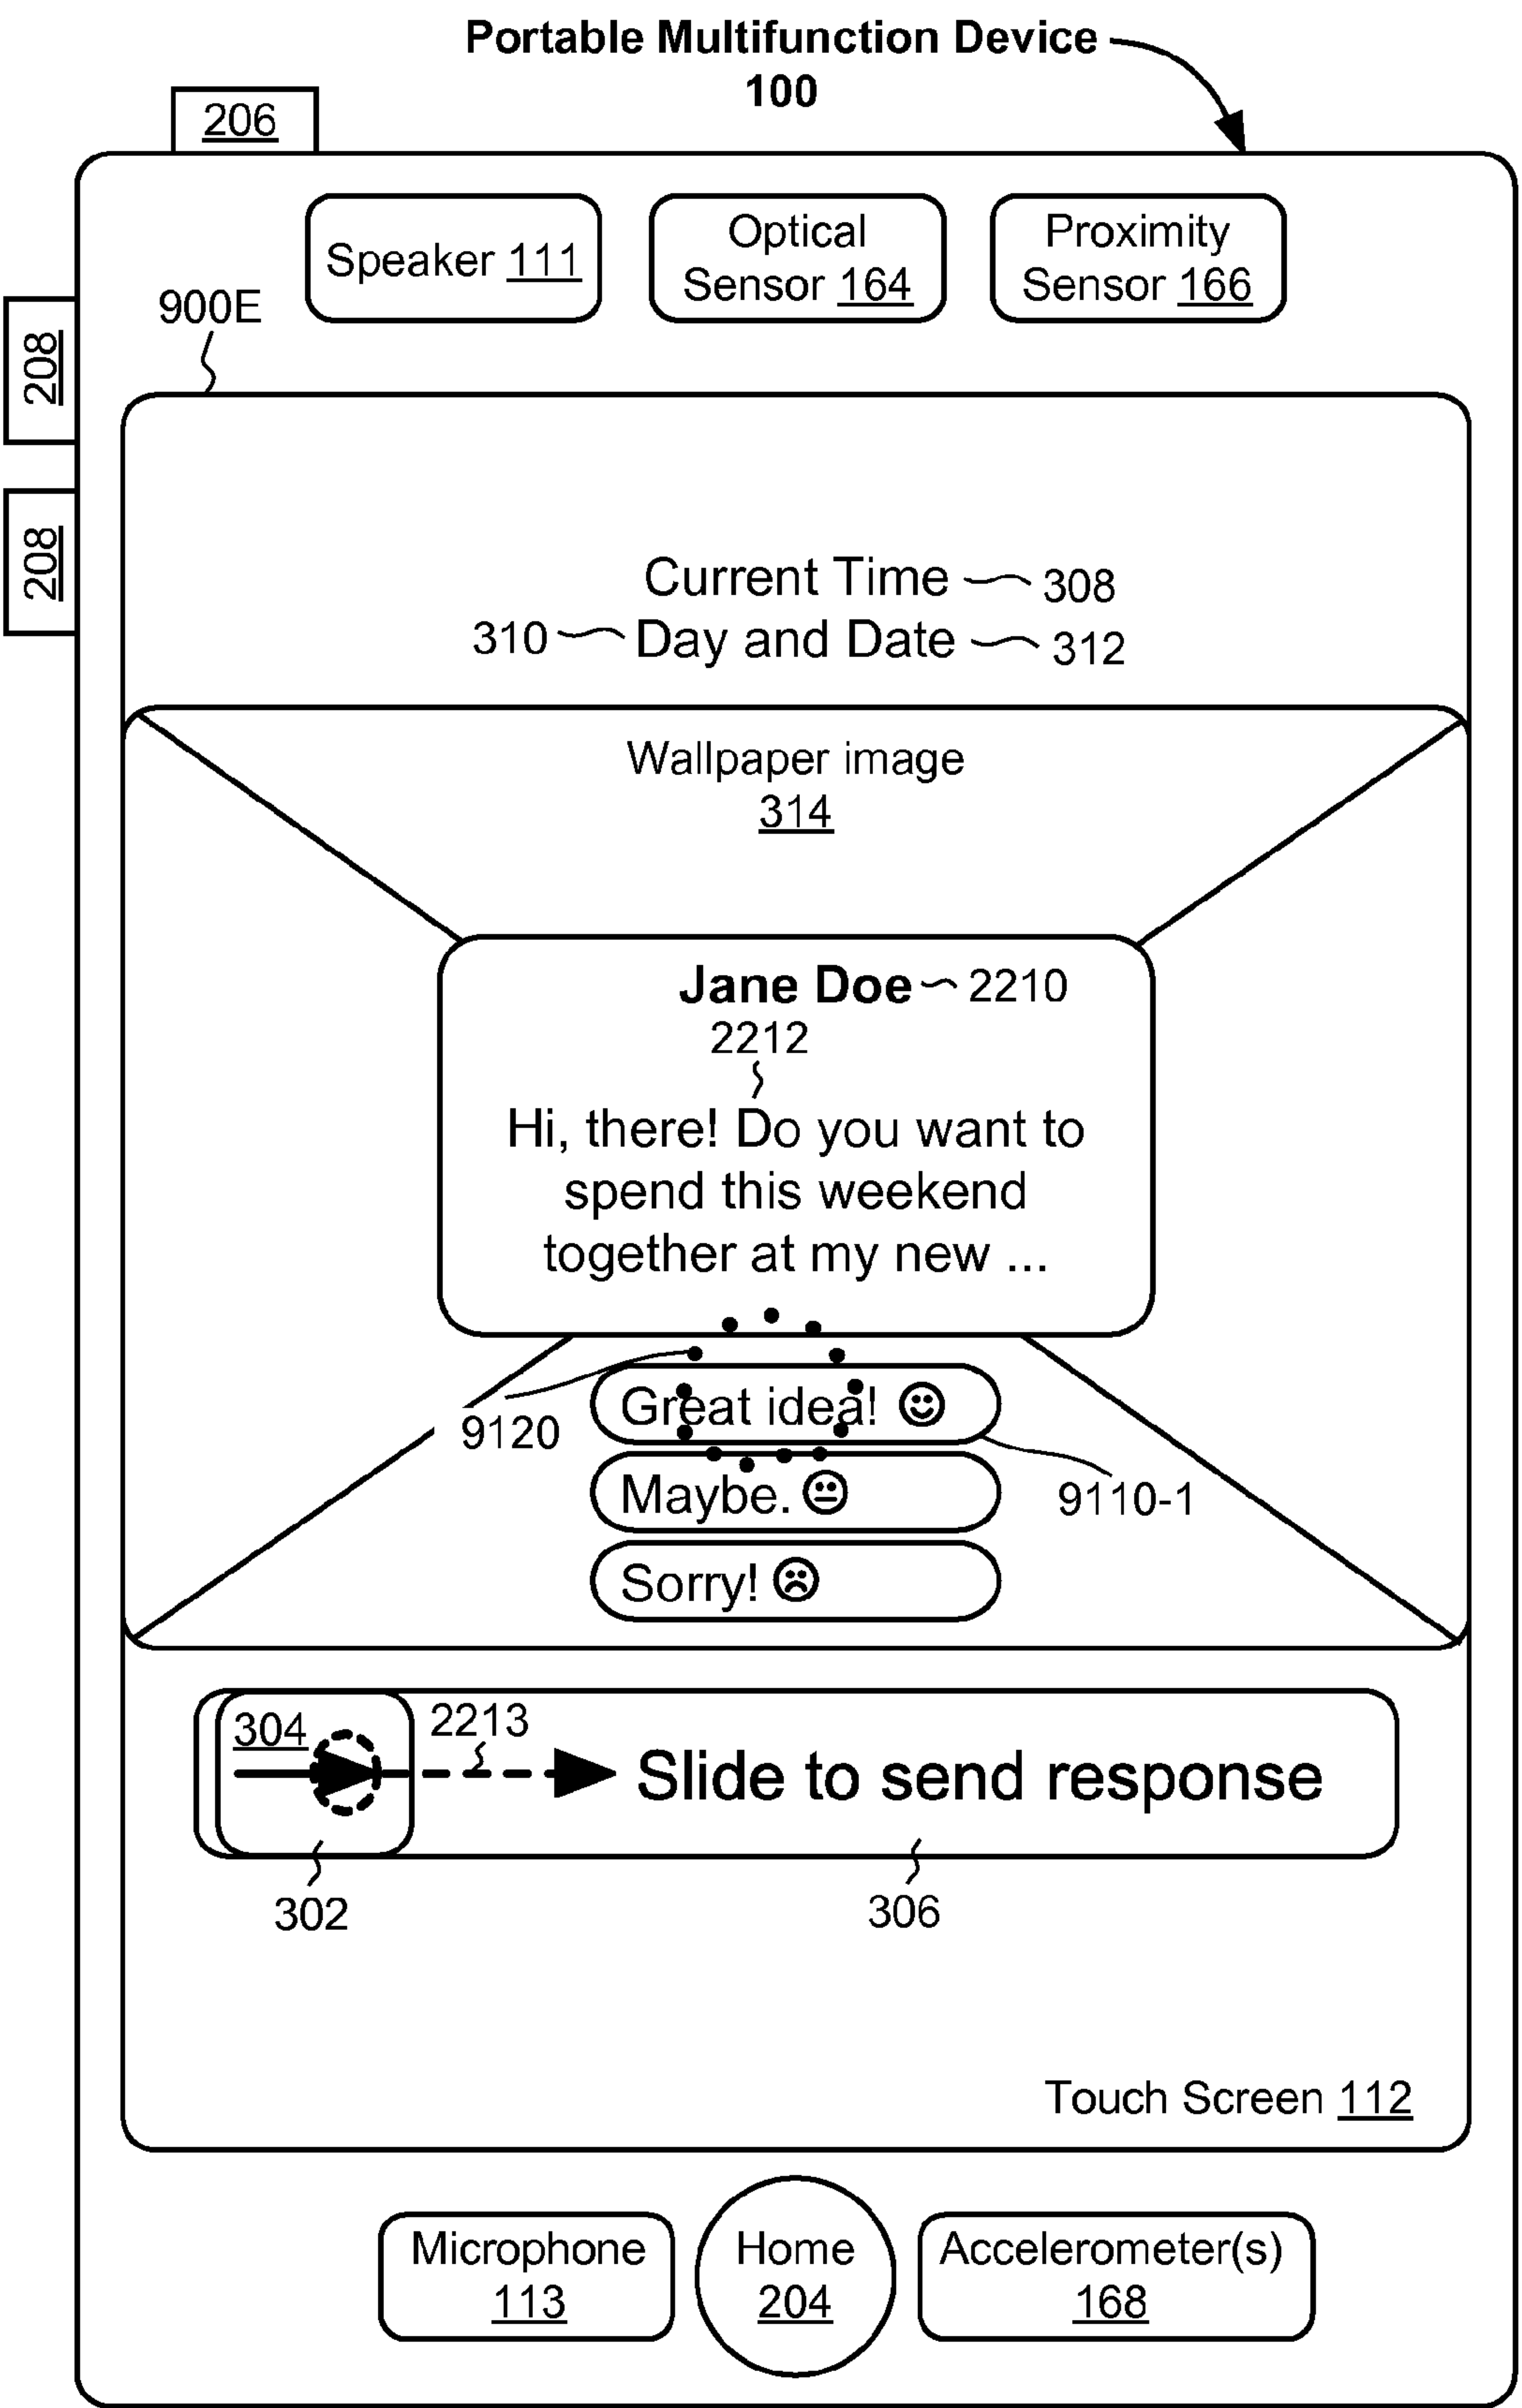 Portable Multifunction Device
100
206
Speaker 111
Optical
Sensor 164
Proximity
Sensor 166
900E
208
208
Current Time 308
310 Day and Date 312
Wallpaper image
314
Jane Doe 2210
2212
Hi, there! Do you want to
spend this weekend
together at my new ...
9120
Great idea!
9110-1
Maybe.
Sorry!
304
2213
Slide to send response
302
306
Touch Screen 112
Microphone
113
Home
204
Accelerometer(s)
168